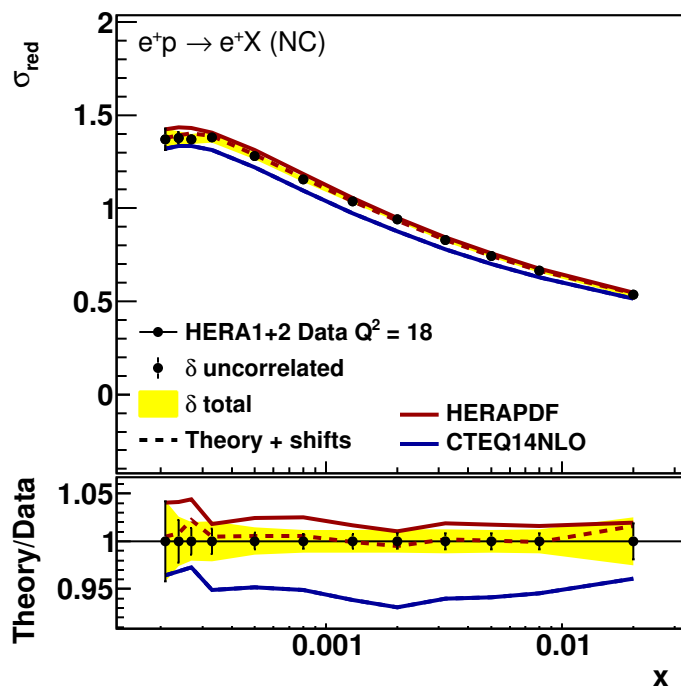 2
e⁺p → e⁺X (NC)
σred
1.5
1
0.5
HERA1+2 Data Q² = 18
δ uncorrelated
0
δ total
HERAPDF
Theory + shifts
CTEQ14NLO
Theory/Data
1.05
1
0.95
0.001
0.01
x